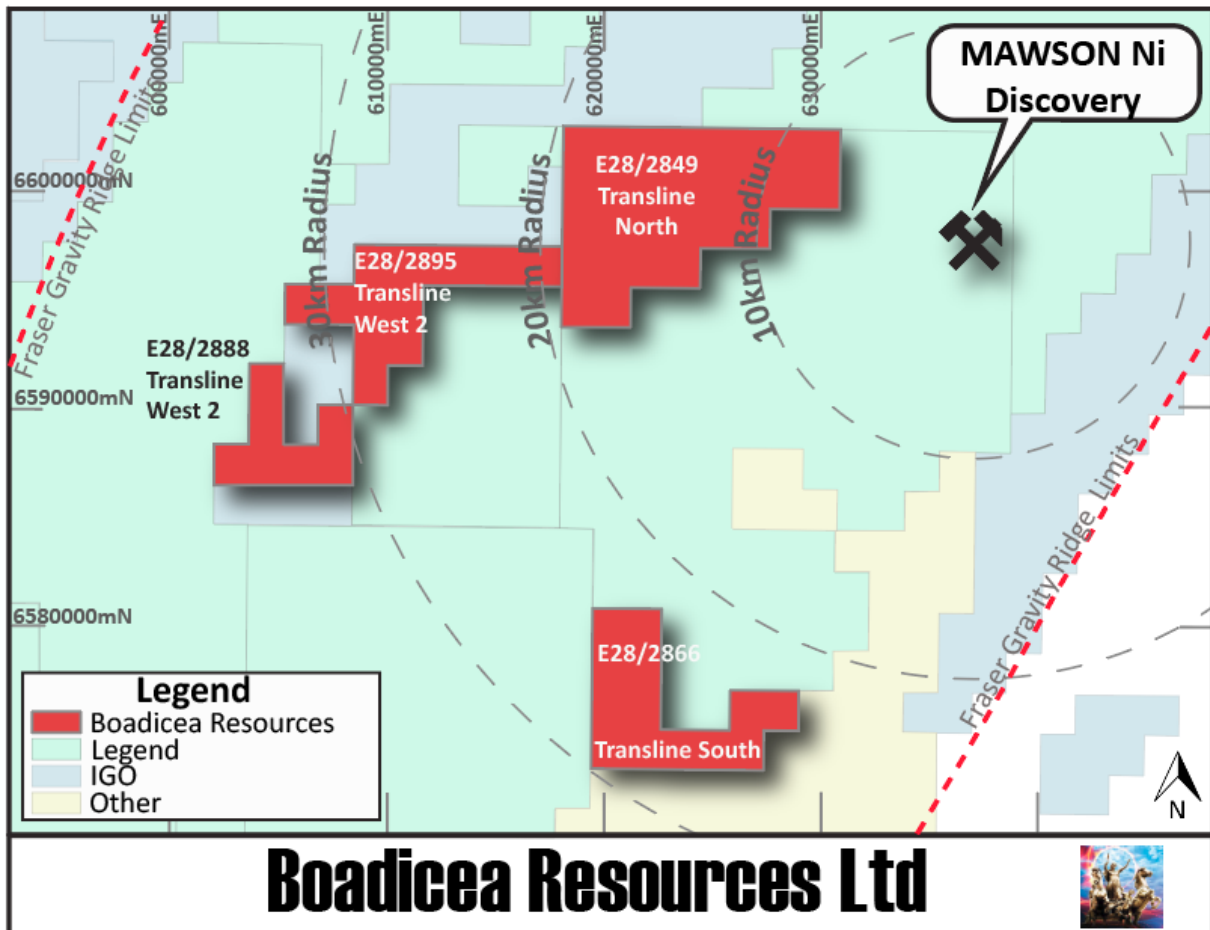 600000mE
610000mE
620000mE
630000mE
MAWSON Ni
Discovery
Fraser Gravity Ridge Limits
6600000mN
30km Radius
20km Radius
10km Radius
E28/2849
Transline
North
E28/2895
Transline
West 2
E28/2888
Transline
West 2
6590000mN
6580000mN
E28/2866
Transline South
Fraser Gravity Ridge Limits
Legend
Boadicea Resources
Legend
IGO
Other
N
Boadicea Resources Ltd